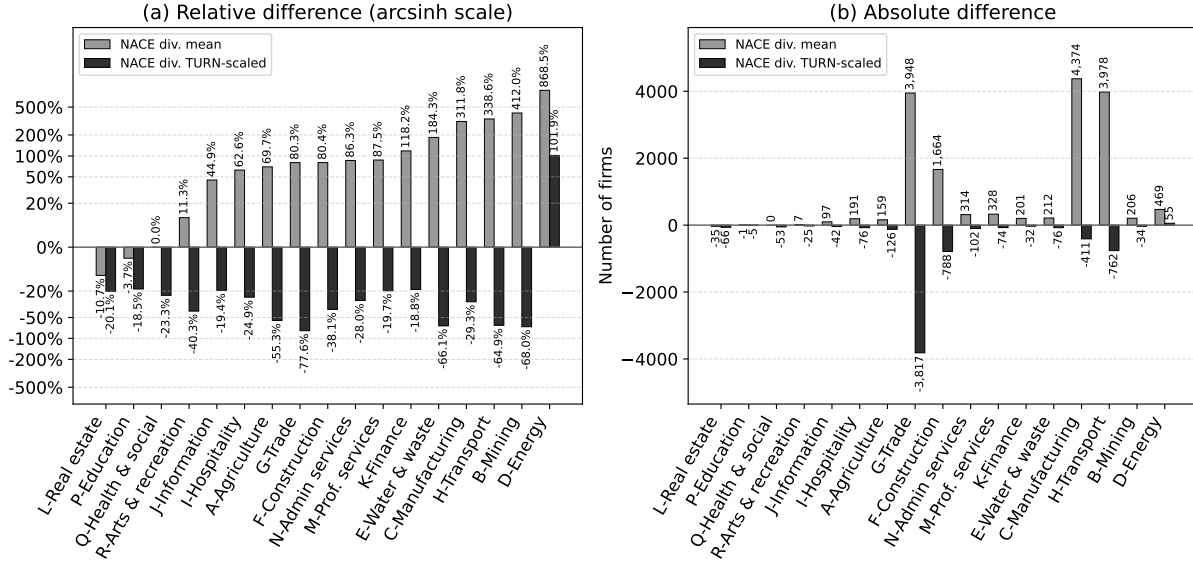 (a) Relative difference (arcsinh scale)
NACE div. mean
NACE div. TURN-scaled
500%
200%
100%
50%
20%
0%
-20%
-50%
-100%
-200%
-500%
-10.7%
-20.1%
-3.7%
-18.5%
0.0%
-23.3%
11.3%
-40.3%
44.9%
-19.4%
62.6%
-24.9%
69.7%
-55.3%
80.3%
-77.6%
80.4%
-38.1%
86.3%
-28.0%
87.5%
-19.7%
118.2%
-18.8%
184.3%
-66.1%
311.8%
-29.3%
338.6%
-64.9%
412.0%
-68.0%
868.5%
101.9%
L-Real estate
P-Education
Q-Health & social
R-Arts & recreation
J-Information
I-Hospitality
A-Agriculture
G-Trade
F-Construction
N-Admin services
M-Prof. services
K-Finance
E-Water & waste
C-Manufacturing
H-Transport
B-Mining
D-Energy
(b) Absolute difference
NACE div. mean
NACE div. TURN-scaled
Number of firms
4000
2000
0
−2000
−4000
-35
-66
-1
-5
0
-53
7
-25
97
-42
191
-76
159
-126
3,948
-3,817
1,664
-788
314
-102
328
-74
201
-32
212
-76
4,374
-411
3,978
-762
206
-34
469
55
L-Real estate
P-Education
Q-Health & social
R-Arts & recreation
J-Information
I-Hospitality
A-Agriculture
G-Trade
F-Construction
N-Admin services
M-Prof. services
K-Finance
E-Water & waste
C-Manufacturing
H-Transport
B-Mining
D-Energy